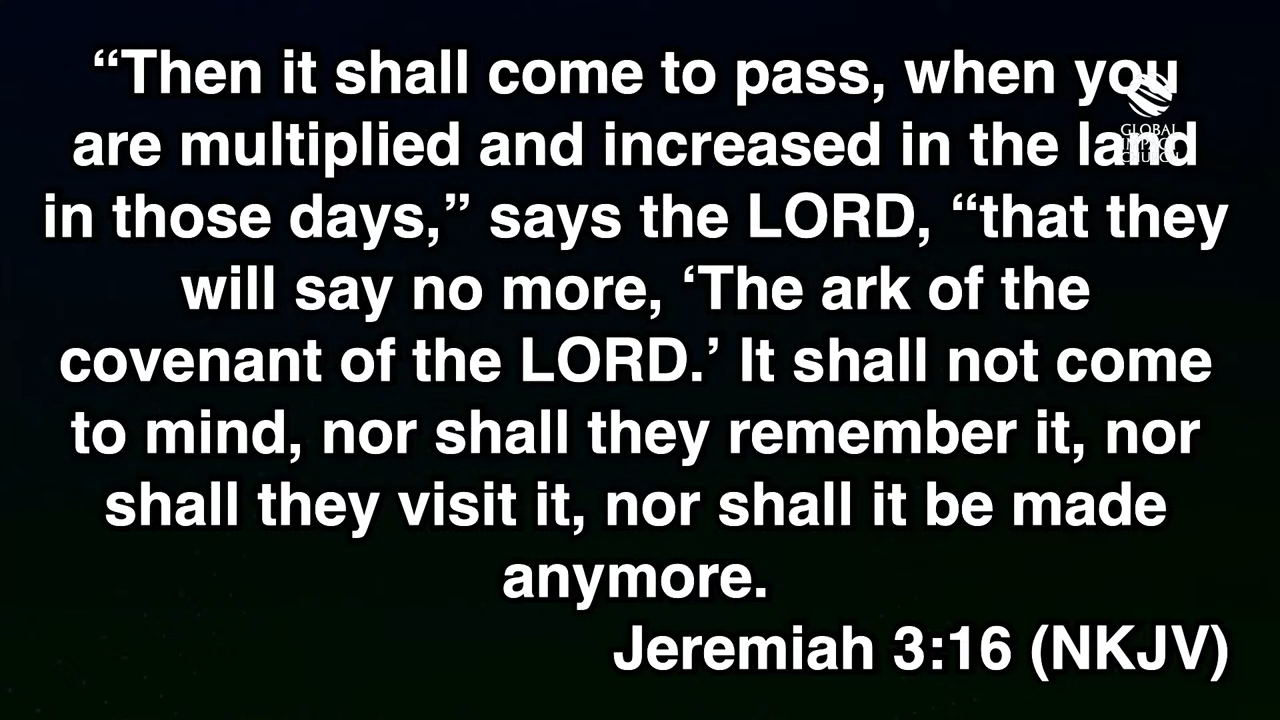 “Then it shall come to pass, when you
are multiplied and increased in the land
in those days,” says the LORD, “that they
will say no more, ‘The ark of the
covenant of the LORD.’ It shall not come
to mind, nor shall they remember it, nor
shall they visit it, nor shall it be made
anymore.
Jeremiah 3:16 (NKJV)
GLOBAL
IMPACT
CHURCH